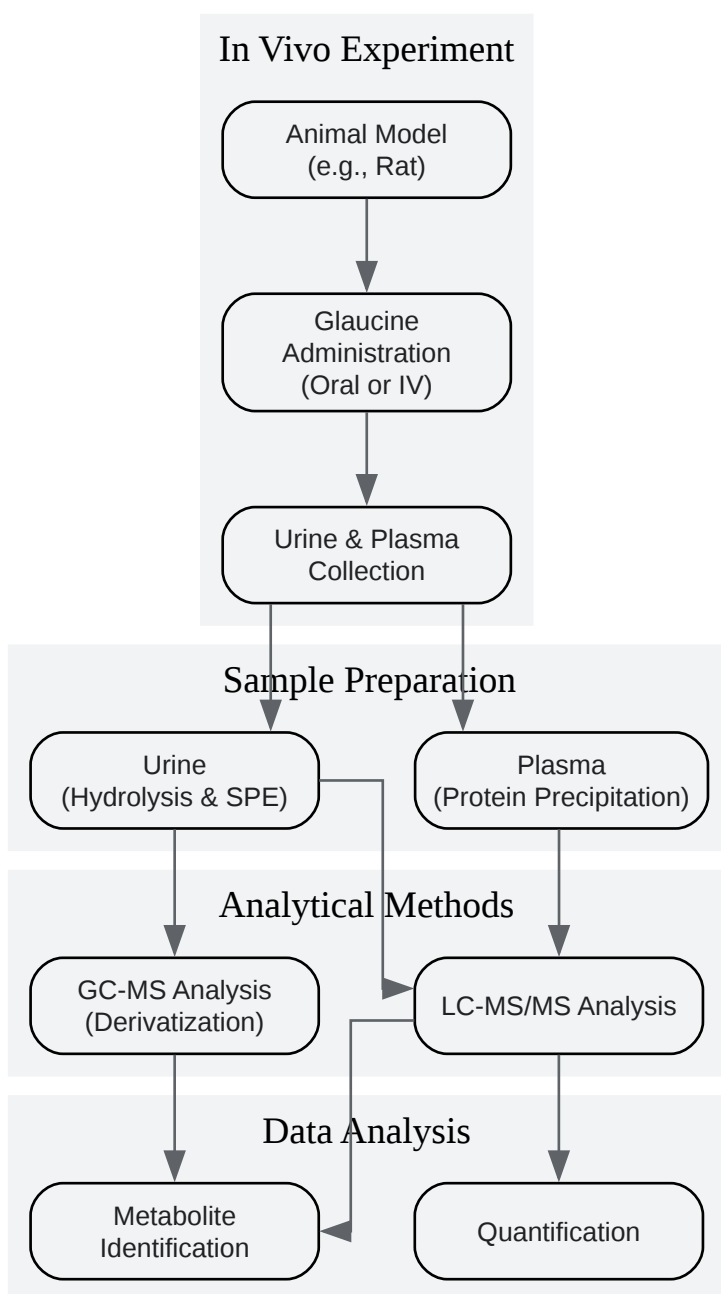 In Vivo Experiment
Animal Model
(e.g., Rat)
Glaucine
Administration
(Oral or IV)
Urine & Plasma
Collection
Sample Preparation
Urine
(Hydrolysis & SPE)
Plasma
(Protein Precipitation)
Analytical Methods
GC-MS Analysis
(Derivatization)
LC-MS/MS Analysis
Data Analysis
Metabolite
Identification
Quantification